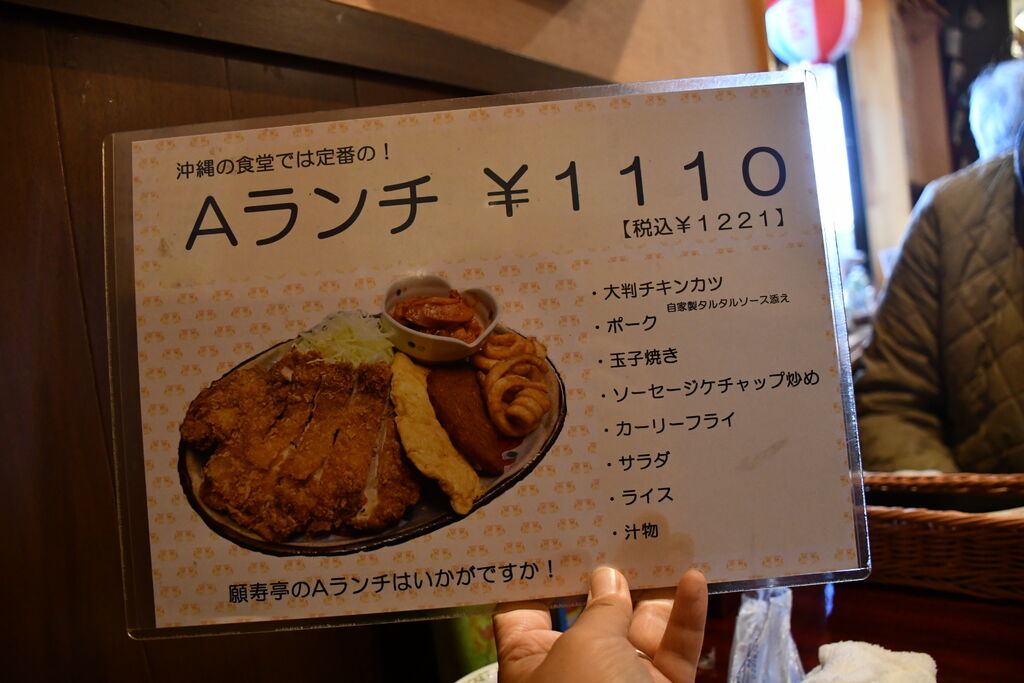 沖縄の食堂では定番の！
Aランチ ￥１１１０
【税込￥１２２１】
・大判チキンカツ
自家製タルタルソース添え
・ポーク
・玉子焼き
・ソーセージケチャップ炒め
・カーリーフライ
・サラダ
・ライス
・汁物
願寿亭のAランチはいかがですか！